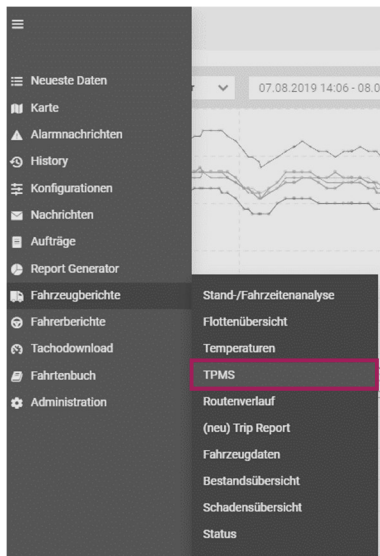 r
07.08.2019 14:06 - 08.0
Neueste Daten
Karte
Alarmnachrichten
History
Konfigurationen
Nachrichten
Aufträge
Report Generator
Fahrzeugberichte
Fahrerberichte
Tachodownload
Fahrtenbuch
Administration
Stand-/Fahrzeitenanalyse
Flottenübersicht
Temperaturen
TPMS
Routenverlauf
(neu) Trip Report
Fahrzeugdaten
Bestandsübersicht
Schadensübersicht
Status